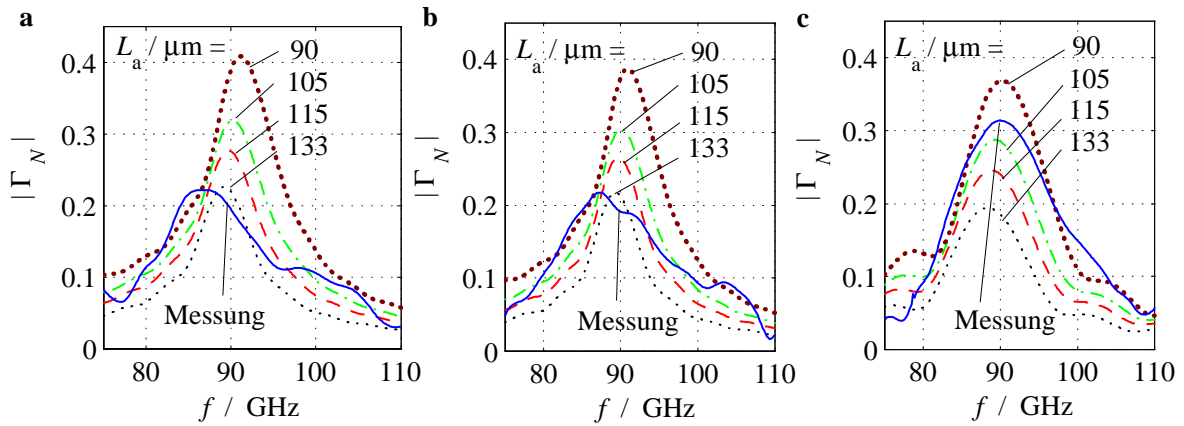 a
L_a / µm =
90
105
115
133
Messung
| Γ_N |
0.4
0.3
0.2
0.1
0
80 90 100 110
f / GHz
b
L_a / µm =
90
105
115
133
Messung
| Γ_N |
0.4
0.3
0.2
0.1
0
80 90 100 110
f / GHz
c
L_a / µm =
90
105
115
133
Messung
| Γ_N |
0.4
0.3
0.2
0.1
0
80 90 100 110
f / GHz